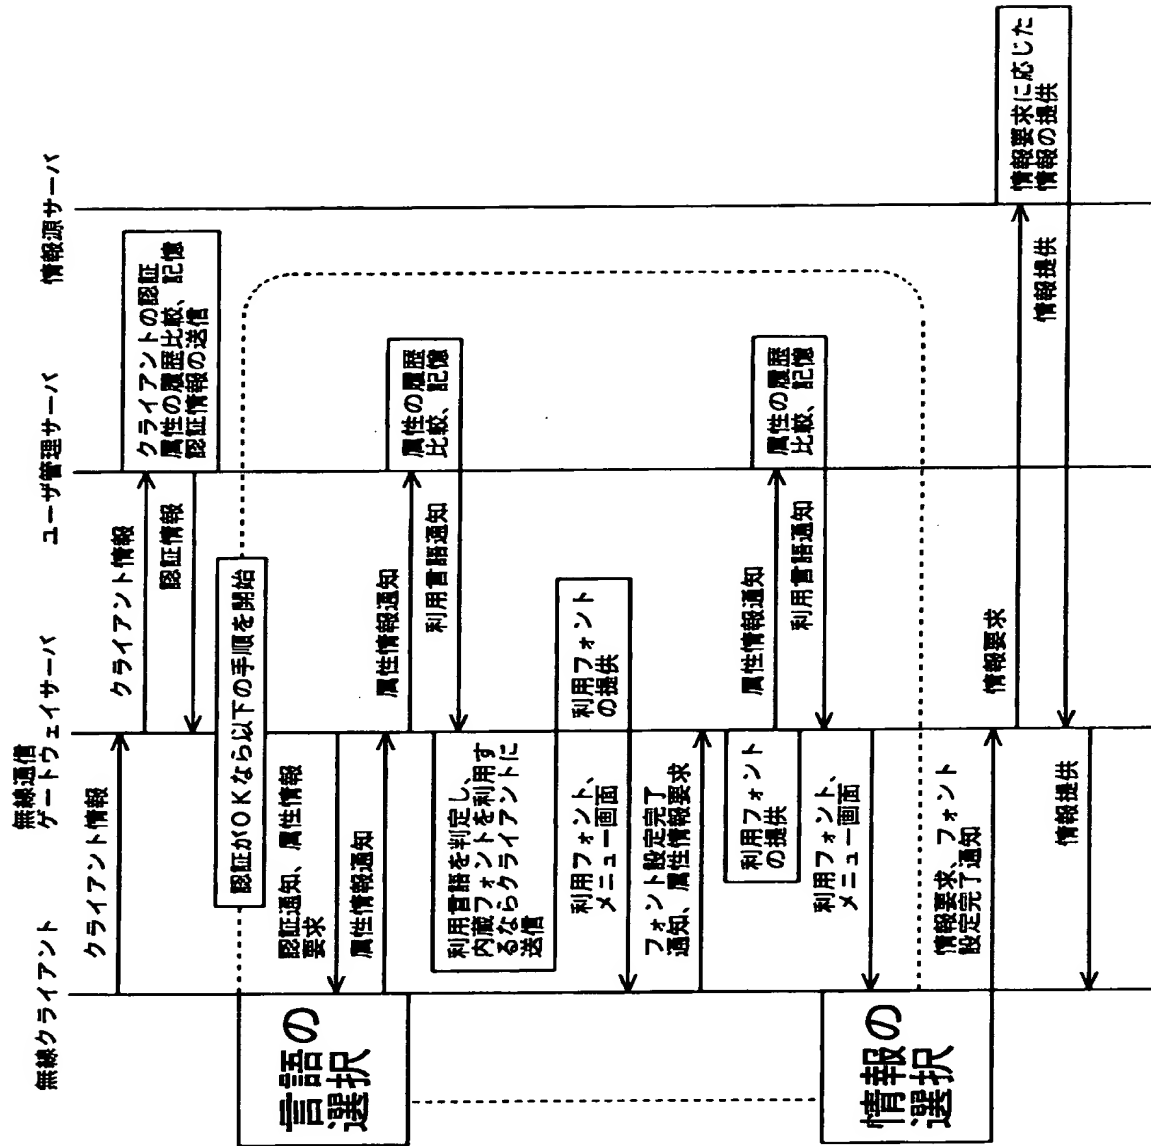 無線クライアント
無線通信
ゲートウェイサーバ
ユーザ管理サーバ
情報源サーバ
クライアント情報
クライアント情報
クライアントの認証
属性の履歴比較、記憶
認証情報の送信
認証情報
認証がOKなら以下の手順を開始
言語の
選択
認証通知、属性情報
要求
属性情報通知
属性情報通知
属性の履歴
比較、記憶
利用言語通知
利用言語を判定し、
内蔵フォントを利用す
るならクライアントに
送信
利用フォント
の提供
利用フォント、
メニュー画面
フォント設定完了
通知、属性情報要求
属性情報通知
属性の履歴
比較、記憶
利用言語通知
利用フォント
の提供
利用フォント、
メニュー画面
情報の
選択
情報要求、フォント
設定完了通知
情報要求
情報要求に応じた
情報の提供
情報提供
情報提供